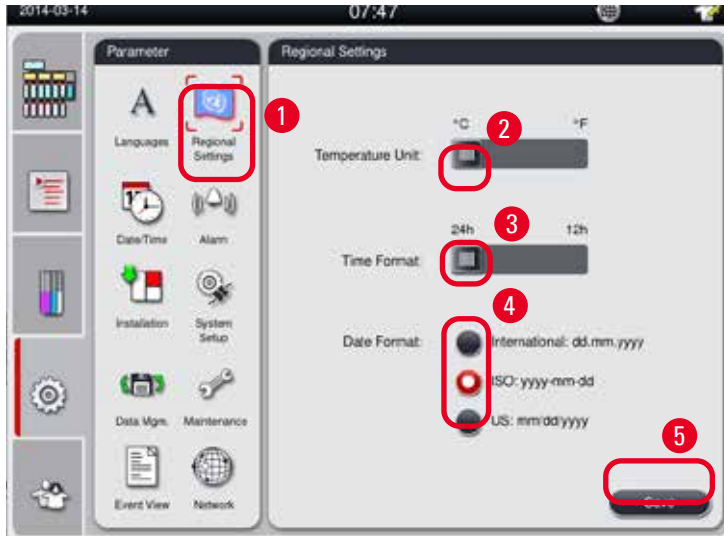 2014-03-14 07:47
Parameter
Regional Settings
Languages
Regional
Settings
1
Date/Time
Alarm
Installation
System
Setup
Data Mgm.
Maintenance
Event View
Network
°C 2 °F
Temperature Unit:
24h 3 12h
Time Format:
4
Date Format:
International: dd.mm.yyyy
ISO: yyyy-mm-dd
US: mm/dd/yyyy
5
Save